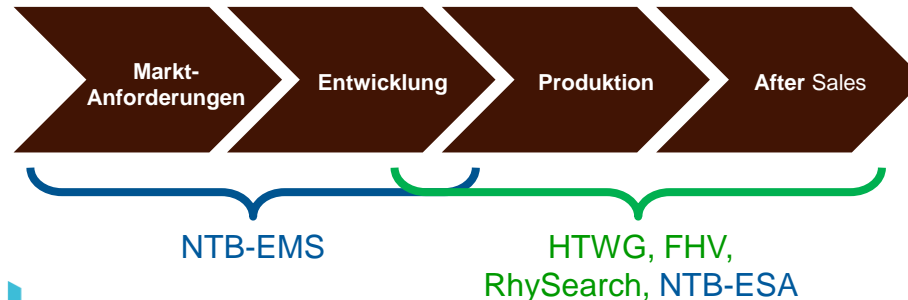 Markt-
Anforderungen
Entwicklung
Produktion
After Sales
NTB-EMS
HTWG, FHV,
RhySearch, NTB-ESA